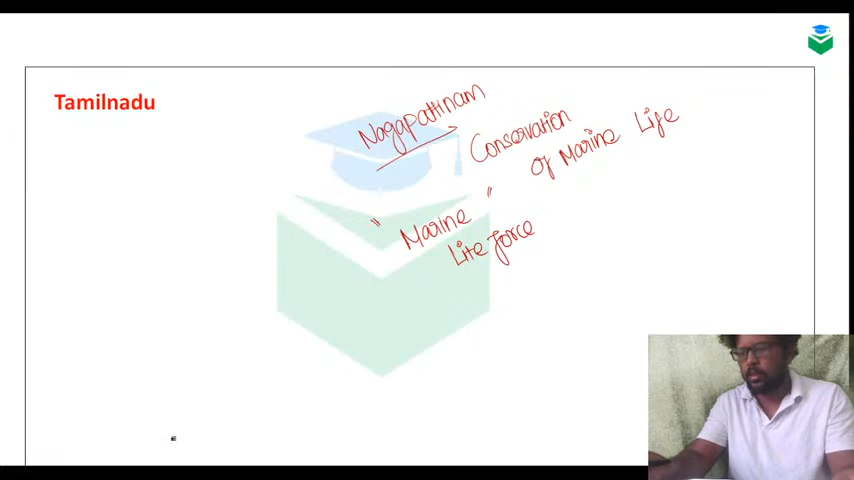 Tamilnadu
Nagapattinam
Conservation
of Marine Life
" Marine "
Life force